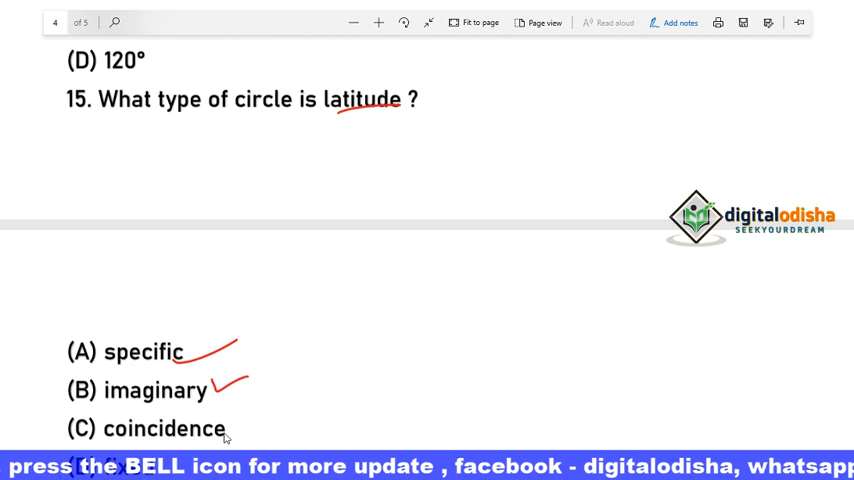 4 of 5 Fit to page Page view Read aloud Add notes
(D) 120°
15. What type of circle is latitude ?
digitalodisha
SEEKYOURDREAM
(A) specific
(B) imaginary
(C) coincidence
, press the BELL icon for more update , facebook - digitalodisha, whatsapp